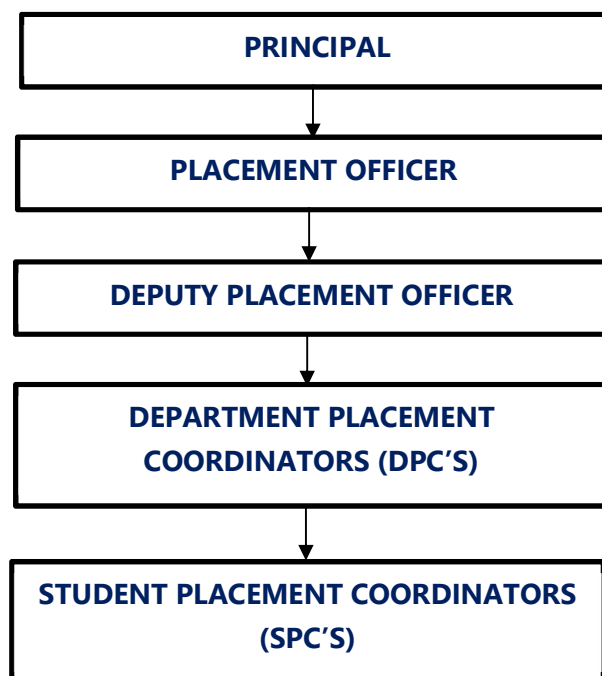 PRINCIPAL
PLACEMENT OFFICER
DEPUTY PLACEMENT OFFICER
DEPARTMENT PLACEMENT
COORDINATORS (DPC’S)
STUDENT PLACEMENT COORDINATORS
(SPC’S)